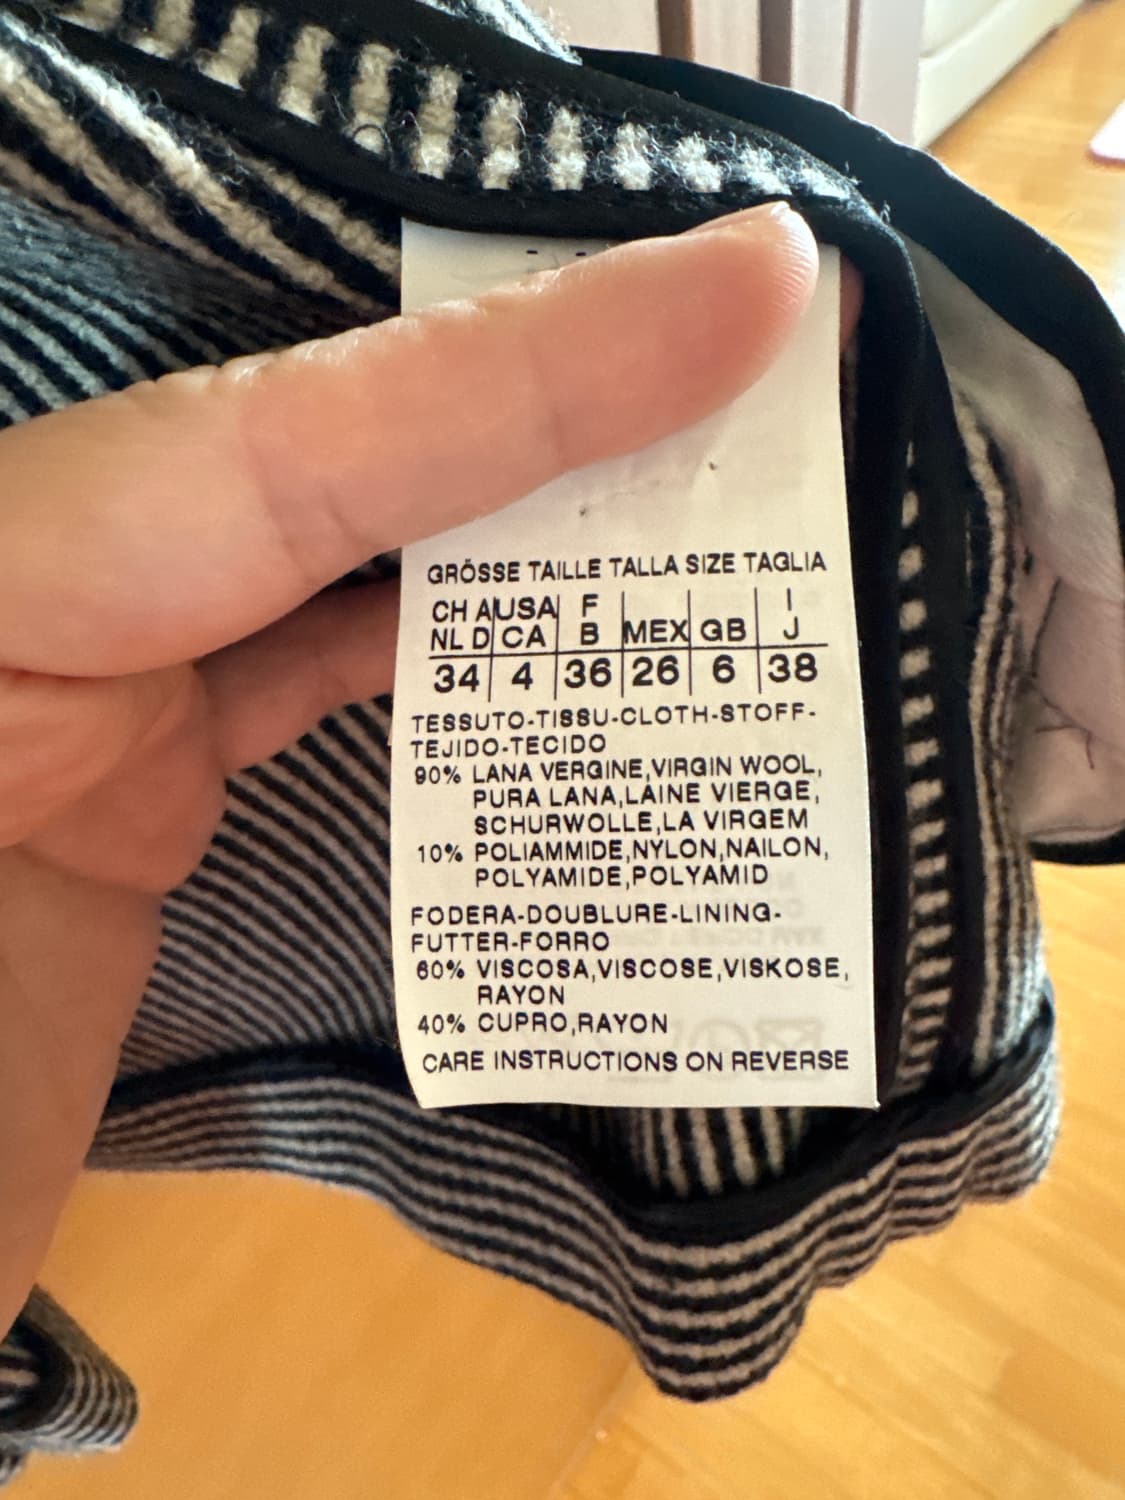 GRÖSSE TAILLE TALLA SIZE TAGLIA
CH A USA F I
NL D CA B MEX GB J
34 4 36 26 6 38
TESSUTO-TISSU-CLOTH-STOFF-
TEJIDO-TECIDO
90% LANA VERGINE,VIRGIN WOOL,
PURA LANA,LAINE VIERGE,
SCHURWOLLE,LA VIRGEM
10% POLIAMMIDE,NYLON,NAILON,
POLYAMIDE,POLYAMID
FODERA-DOUBLURE-LINING-
FUTTER-FORRO
60% VISCOSA,VISCOSE,VISKOSE,
RAYON
40% CUPRO,RAYON
CARE INSTRUCTIONS ON REVERSE